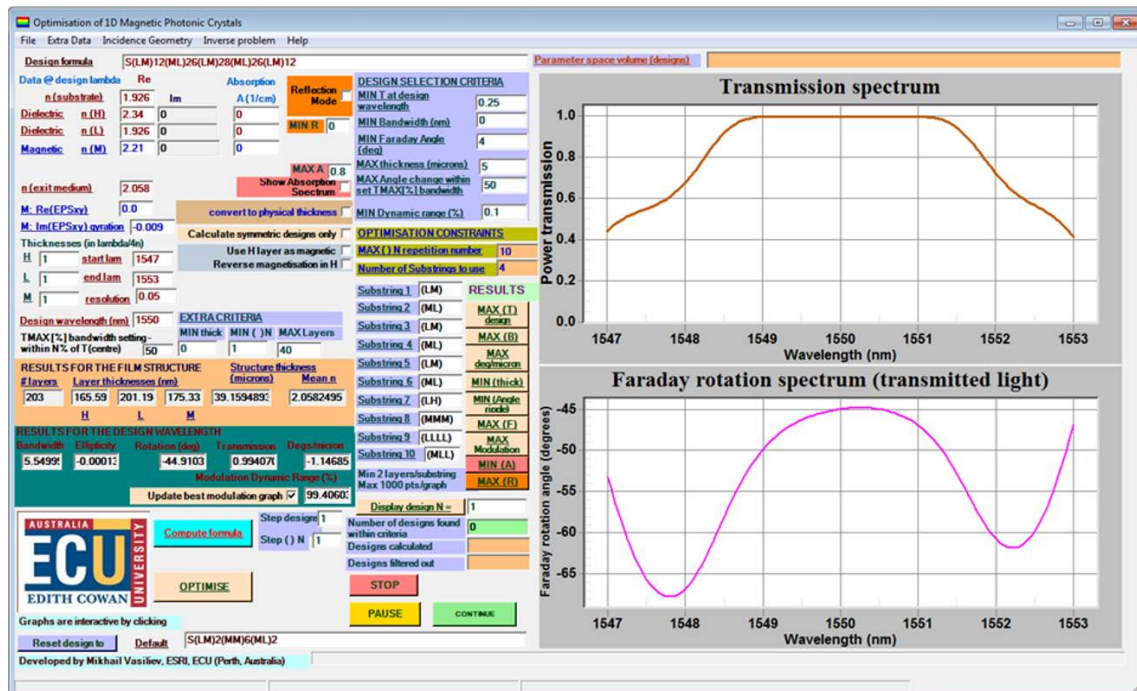 Optimisation of 1D Magnetic Photonic Crystals
File Extra Data Incidence Geometry Inverse problem Help
Design formula S(LM)12(ML)26(LM)28(ML)26(LM)12
Parameter space volume (designs)
Data @ design lambda Re Im Absorption A (1/cm)
n (substrate) 1.926
Dielectric n (H) 2.34 0 0
Dielectric n (L) 1.926 0 0
Magnetic n (M) 2.21 0 0
Reflection Mode
MIN R 0
MAX A 0.8
n (exit medium) 2.058
Show Absorption Spectrum
M: Re(EPSxy) 0.0
M: Im(EPSxy) gyration -0.009
convert to physical thickness
Calculate symmetric designs only
Use H layer as magnetic
Reverse magnetisation in H
Thicknesses (in lambda/4n)
H 1 start lam 1547
L 1 end lam 1553
M 1 resolution 0.05
Design wavelength (nm) 1550
TMAX [%] bandwidth setting - within N% of T(centre) 50
EXTRA CRITERIA
MIN thick MIN ( )N MAX Layers
0 1 40
RESULTS FOR THE FILM STRUCTURE
# layers Layer thicknesses (nm) Structure thickness (microns) Mean n
203 165.59 201.19 175.33 39.1594893 2.0582495
H L M
RESULTS FOR THE DESIGN WAVELENGTH
Bandwidth Ellipticity Rotation (deg) Transmission Degs/micron
5.54995 -0.00013 -44.9103 0.99407 -1.14685
Modulation Dynamic Range (%)
Update best modulation graph 99.40603
DESIGN SELECTION CRITERIA
MIN T at design wavelength 0.25
MIN Bandwidth (nm) 0
MIN Faraday Angle (deg) 4
MAX thickness (microns) 5
MAX Angle change within set TMAX[%] bandwidth 50
MIN Dynamic range (%) 0.1
OPTIMISATION CONSTRAINTS
MAX ( ) N repetition number 10
Number of Substrings to use 4
Substring 1 (LM)
Substring 2 (ML)
Substring 3 (LM)
Substring 4 (ML)
Substring 5 (LM)
Substring 6 (ML)
Substring 7 (LH)
Substring 8 (MMM)
Substring 9 (LLLL)
Substring 10 (MLL)
Min 2 layers/substring
Max 1000 pts/graph
RESULTS
MAX (T) design
MAX (B)
MAX deg/micron
MIN (thick)
MIN (Angle
MAX (F)
MAX Modulation
MIN (A)
MAX (R)
Display design N = 1
Number of designs found within criteria 0
Designs calculated
Designs filtered out
AUSTRALIA
ECU
EDITH COWAN
UNIVERSITY
Compute formula
Step designs 1
Step ( ) N 1
OPTIMISE
STOP
PAUSE
CONTINUE
Graphs are interactive by clicking
Reset design to Default S(LM)2(MM)6(ML)2
Developed by Mikhail Vasiliev, ESRI, ECU (Perth, Australia)
Transmission spectrum
Power transmission
1.0
0.8
0.6
0.4
0.2
0.0
1547 1548 1549 1550 1551 1552 1553
Wavelength (nm)
Faraday rotation spectrum (transmitted light)
Faraday rotation angle (degrees)
-45
-50
-55
-60
-65
1547 1548 1549 1550 1551 1552 1553
Wavelength (nm)